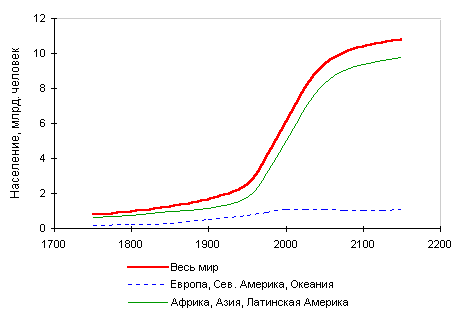 12
10
8
6
4
2
0
Население, млрд. человек
1700 1800 1900 2000 2100 2200
Весь мир
Европа, Сев. Америка, Океания
Африка, Азия, Латинская Америка